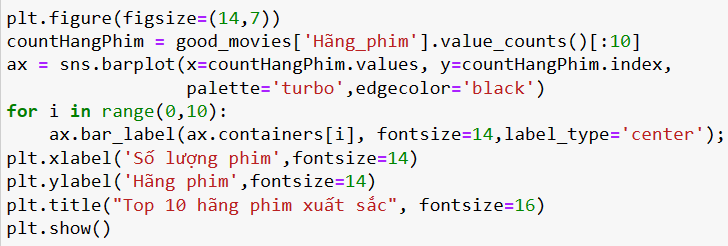 plt.figure(figsize=(14,7))
countHangPhim = good_movies['Hãng_phim'].value_counts()[:10]
ax = sns.barplot(x=countHangPhim.values, y=countHangPhim.index,
                 palette='turbo',edgecolor='black')
for i in range(0,10):
    ax.bar_label(ax.containers[i], fontsize=14,label_type='center');
plt.xlabel('Số lượng phim',fontsize=14)
plt.ylabel('Hãng phim',fontsize=14)
plt.title("Top 10 hãng phim xuất sắc", fontsize=16)
plt.show()